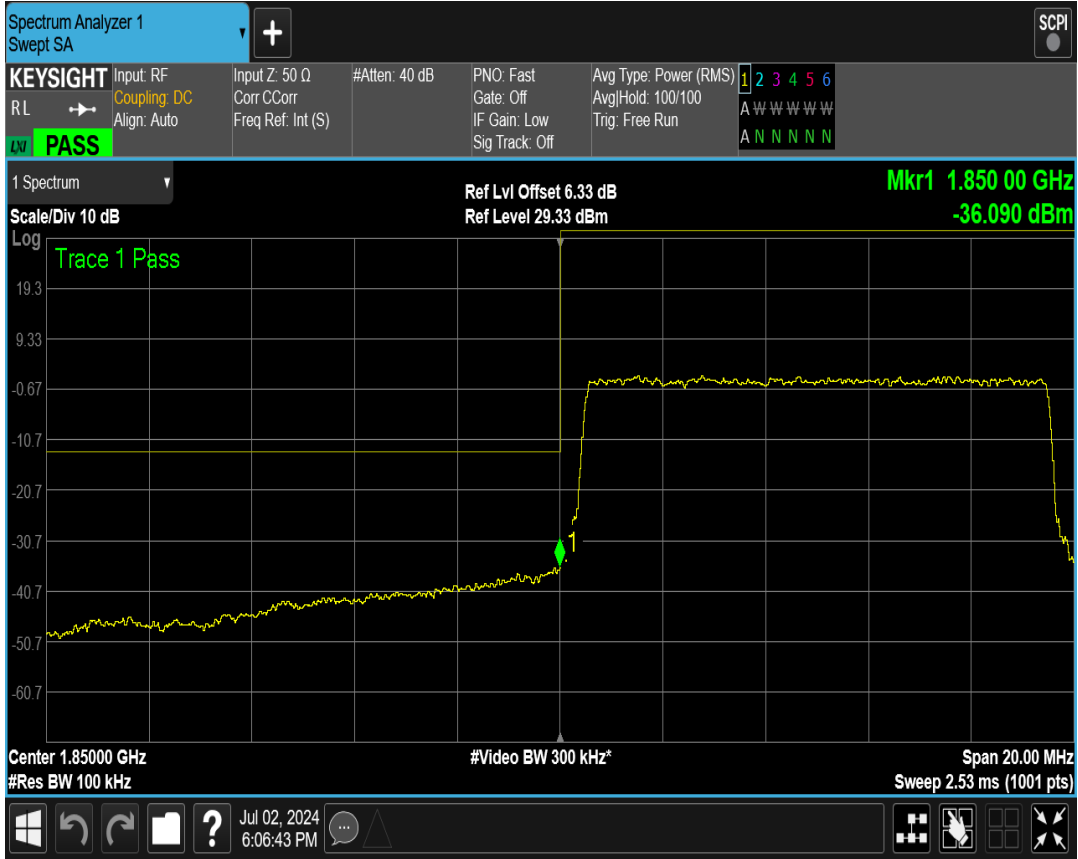 Spectrum Analyzer 1
Swept SA
SCPI
KEYSIGHT
RL
LXI PASS
Input: RF
Coupling: DC
Align: Auto
Input Z: 50 Ω
Corr CCorr
Freq Ref: Int (S)
#Atten: 40 dB
PNO: Fast
Gate: Off
IF Gain: Low
Sig Track: Off
Avg Type: Power (RMS)
Avg|Hold: 100/100
Trig: Free Run
1 2 3 4 5 6
A W W W W W
A N N N N N
1 Spectrum
Scale/Div 10 dB
Ref Lvl Offset 6.33 dB
Ref Level 29.33 dBm
Mkr1 1.850 00 GHz
-36.090 dBm
Log
Trace 1 Pass
19.3
9.33
-0.67
-10.7
-20.7
-30.7
-40.7
-50.7
-60.7
1
Center 1.85000 GHz
#Res BW 100 kHz
#Video BW 300 kHz*
Span 20.00 MHz
Sweep 2.53 ms (1001 pts)
?
Jul 02, 2024
6:06:43 PM